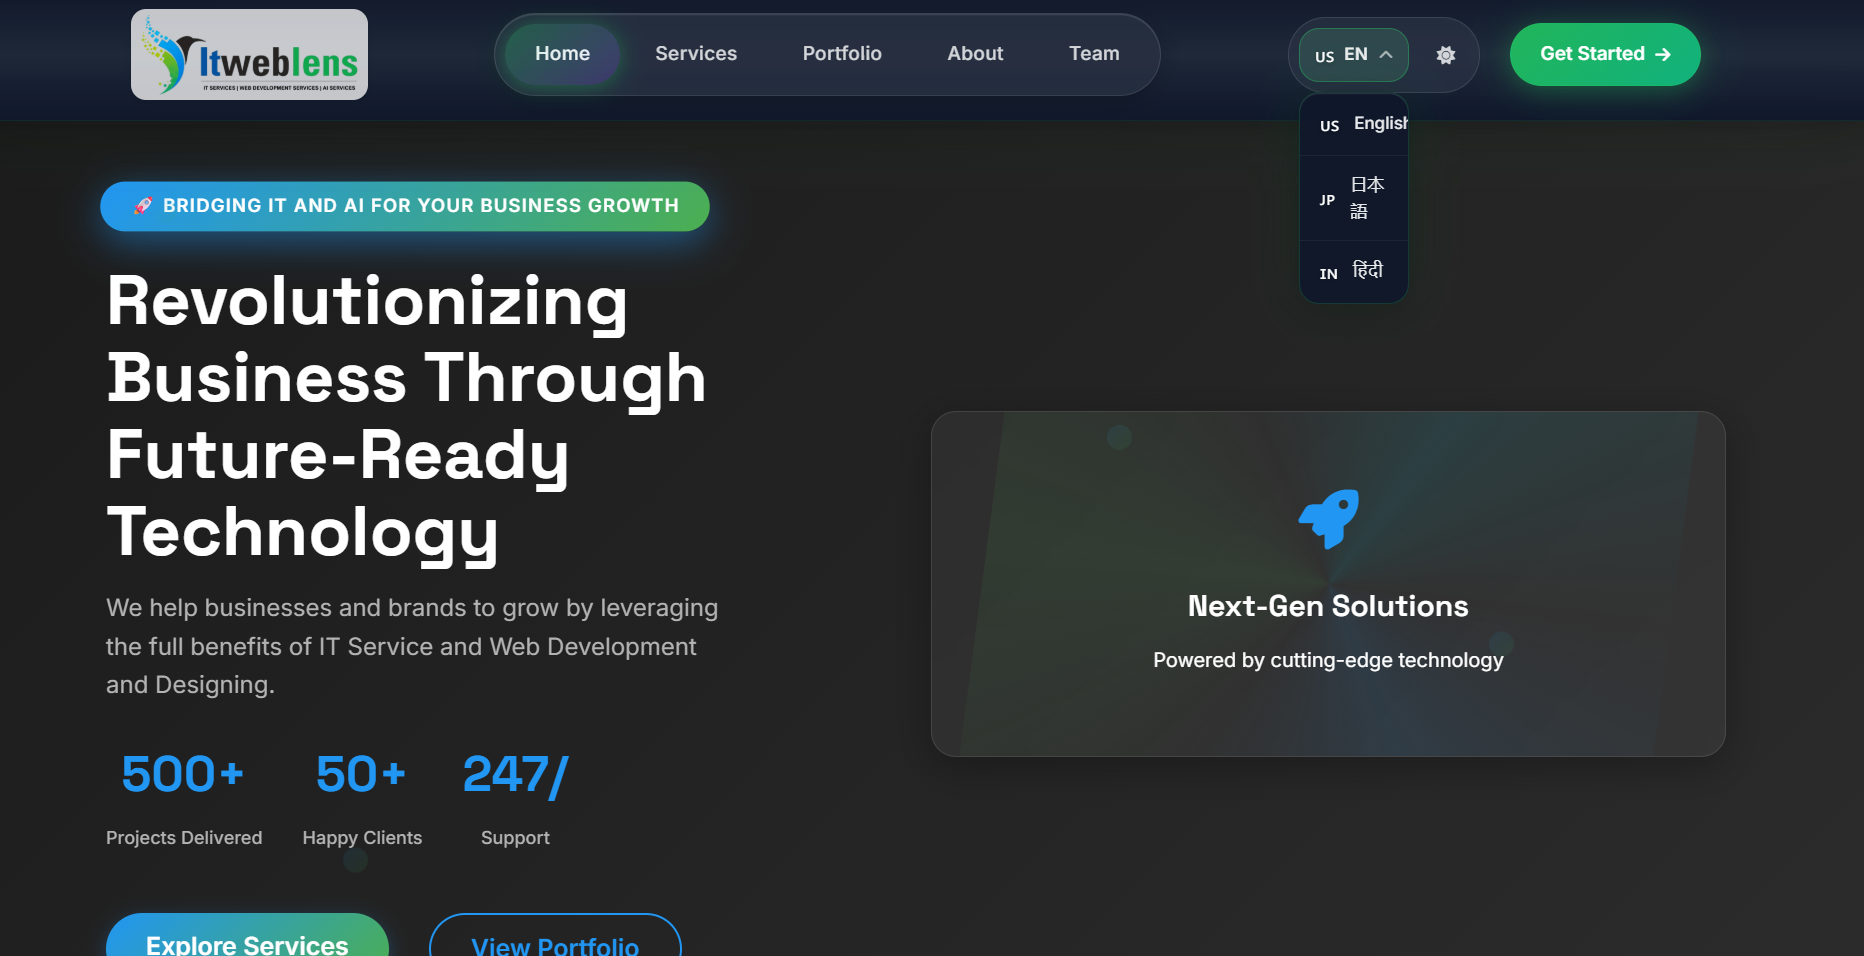 Itweblens
IT SERVICES | WEB DEVELOPMENT SERVICES | AI SERVICES
Home
Services
Portfolio
About
Team
US EN
Get Started →
US English
JP 日本
語
IN हिंदी
🚀 BRIDGING IT AND AI FOR YOUR BUSINESS GROWTH
Revolutionizing
Business Through
Future-Ready
Technology
We help businesses and brands to grow by leveraging
the full benefits of IT Service and Web Development
and Designing.
500+
Projects Delivered
50+
Happy Clients
247/
Support
Explore Services
View Portfolio
Next-Gen Solutions
Powered by cutting-edge technology